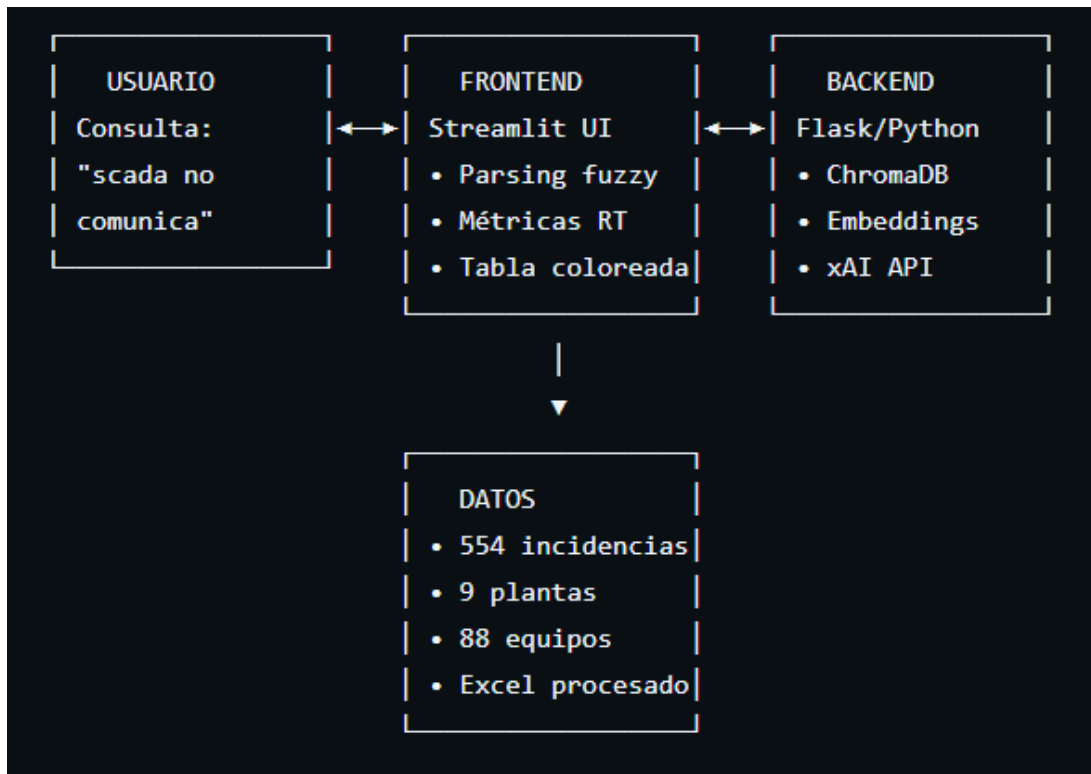 USUARIO
Consulta:
"scada no
comunica"
FRONTEND
Streamlit UI
• Parsing fuzzy
• Métricas RT
• Tabla coloreada
BACKEND
Flask/Python
• ChromaDB
• Embeddings
• xAI API
DATOS
• 554 incidencias
• 9 plantas
• 88 equipos
• Excel procesado